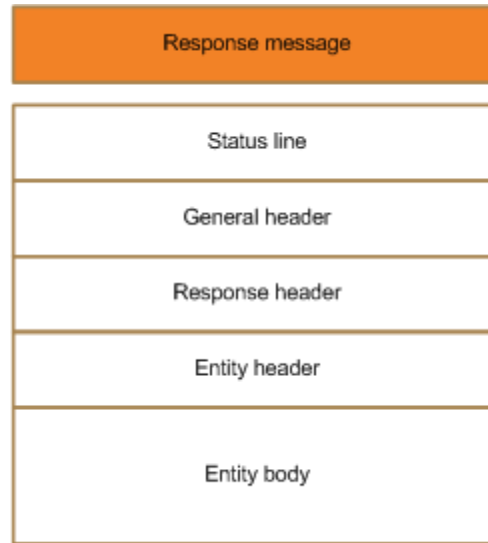 Response message
Status line
General header
Response header
Entity header
Entity body